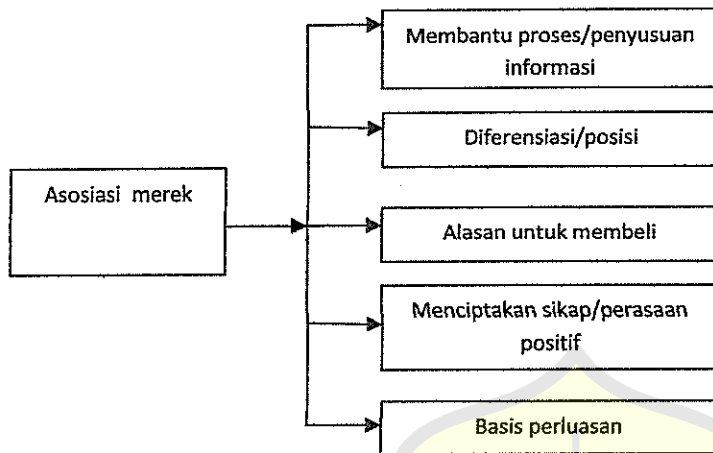 Asosiasi merek
Membantu proses/penyusuan
informasi
Diferensiasi/posisi
Alasan untuk membeli
Menciptakan sikap/perasaan
positif
Basis perluasan